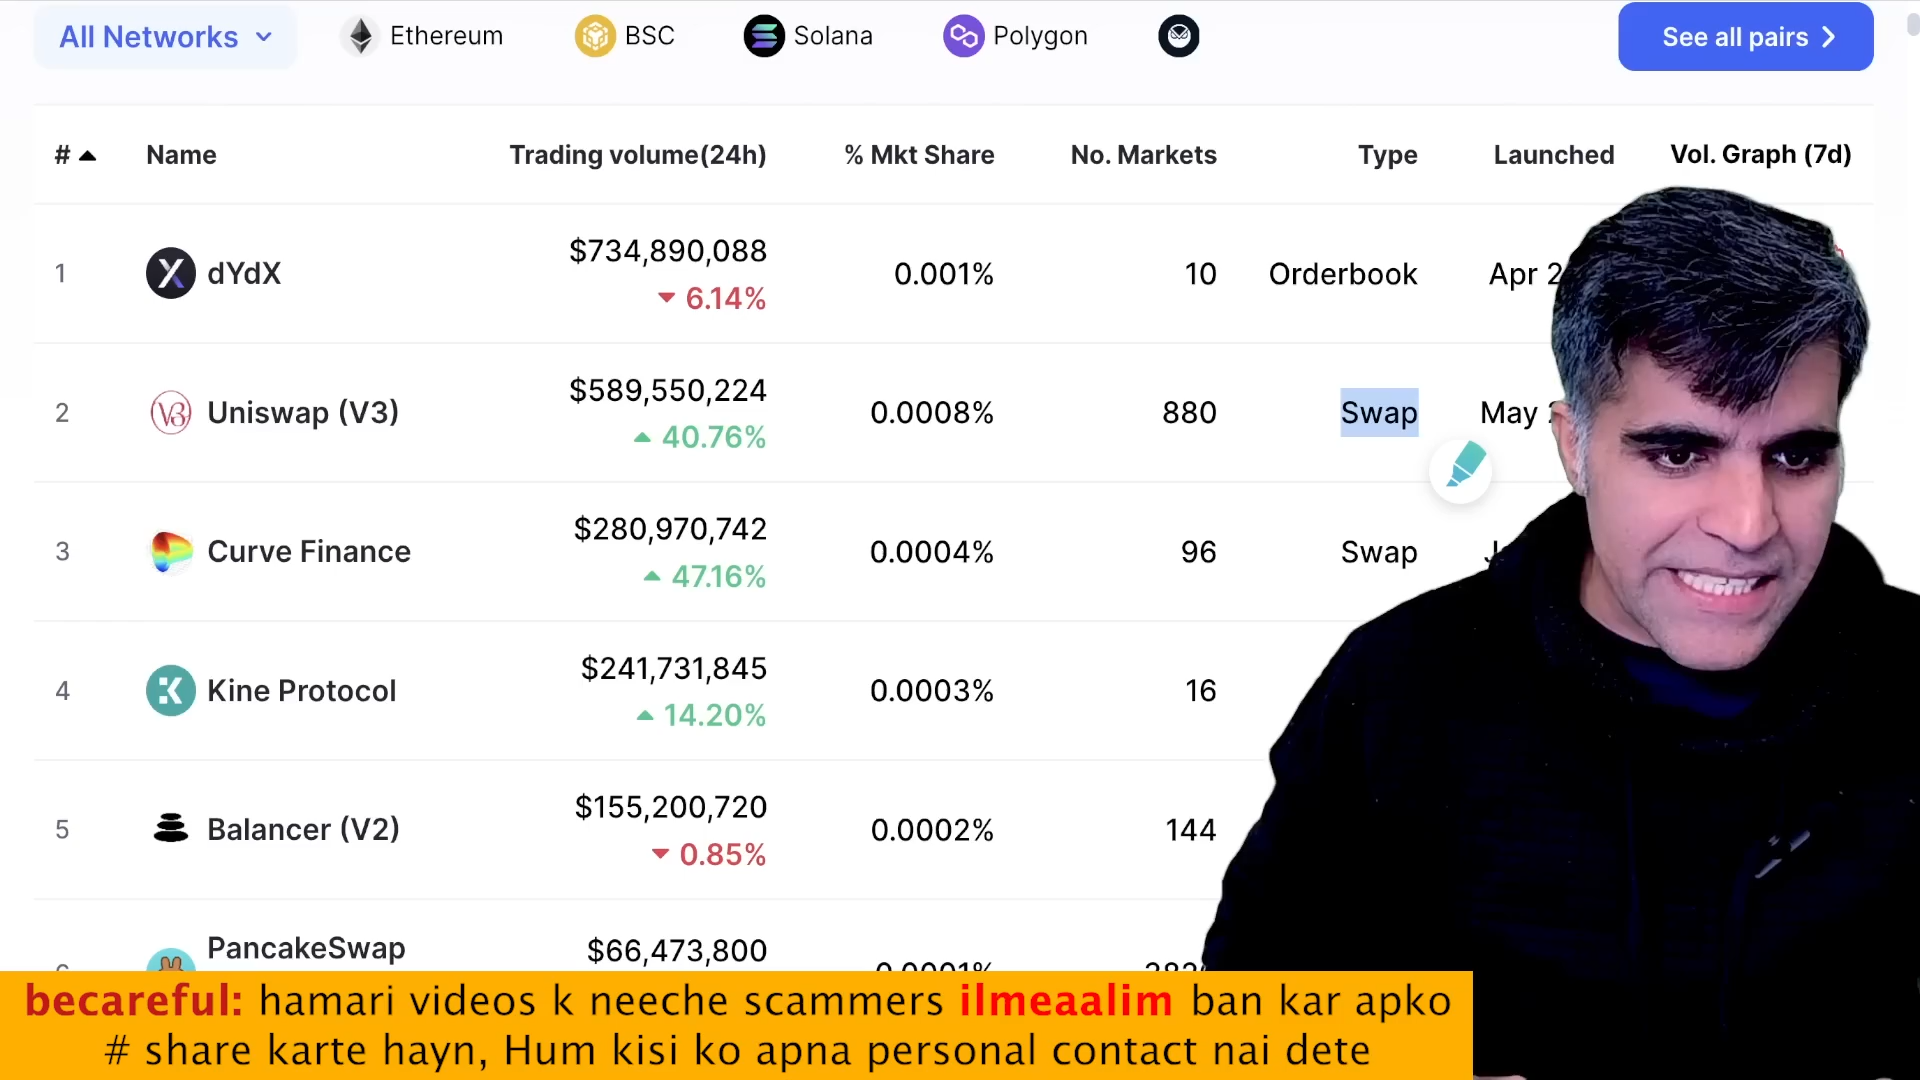 All Networks Ethereum BSC Solana Polygon See all pairs
# Name Trading volume(24h) % Mkt Share No. Markets Type Launched Vol. Graph (7d)
$734,890,088
1 dYdX 0.001% 10 Orderbook Apr
6.14%
$589,550,224
2 Uniswap (V3) 0.0008% 880 Swap May
40.76%
$280,970,742
3 Curve Finance 0.0004% 96 Swap
47.16%
$241,731,845
4 Kine Protocol 0.0003% 16
14.20%
$155,200,720
5 Balancer (V2) 0.0002% 144
0.85%
PancakeSwap $66,473,800
becareful: hamari videos k neeche scammers ilmeaalim ban kar apko
# share karte hayn, Hum kisi ko apna personal contact nai dete